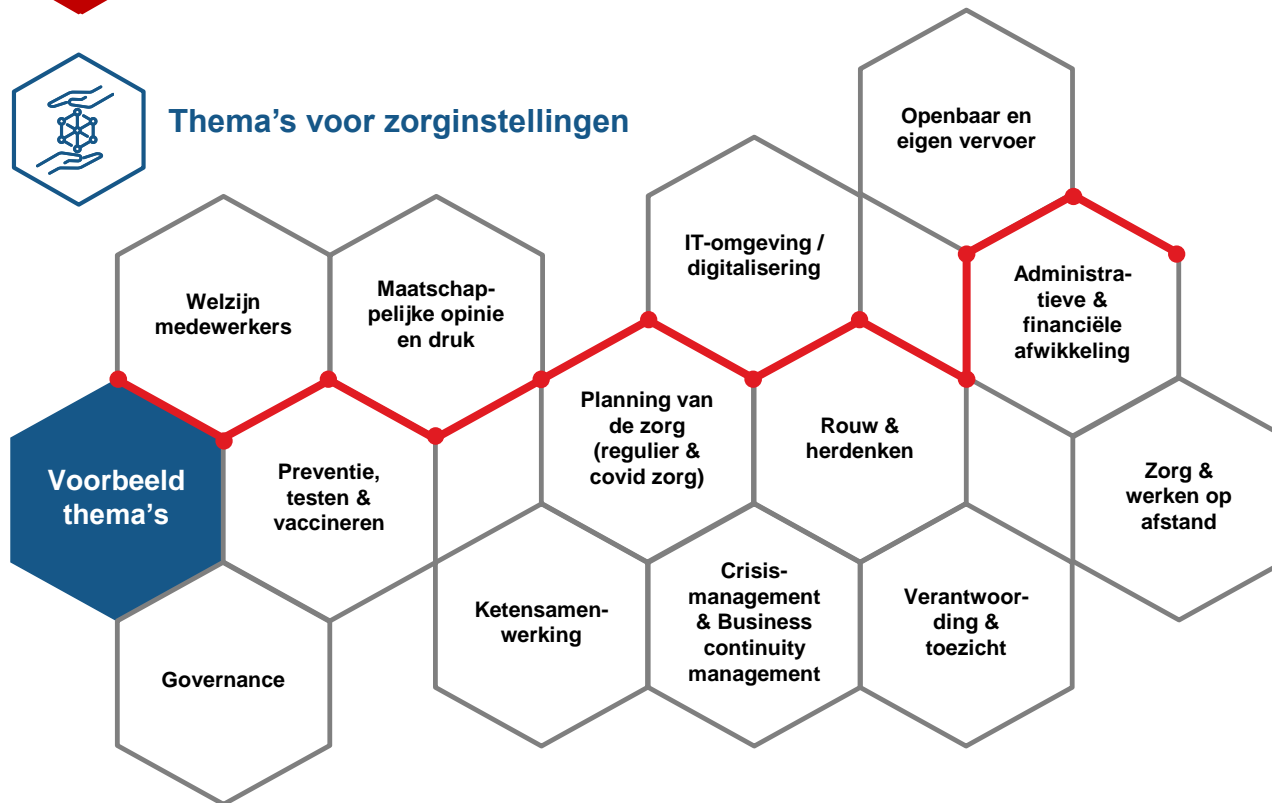 Thema's voor zorginstellingen
Openbaar en
eigen vervoer
IT-omgeving /
digitalisering
Welzijn
medewerkers
Maatschap-
pelijke opinie
en druk
Administra-
tieve &
financiële
afwikkeling
Voorbeeld
thema's
Preventie,
testen &
vaccineren
Planning van
de zorg
(regulier &
covid zorg)
Rouw &
herdenken
Zorg &
werken op
afstand
Governance
Ketensamen-
werking
Crisis-
management
& Business
continuity
management
Verantwoor-
ding &
toezicht